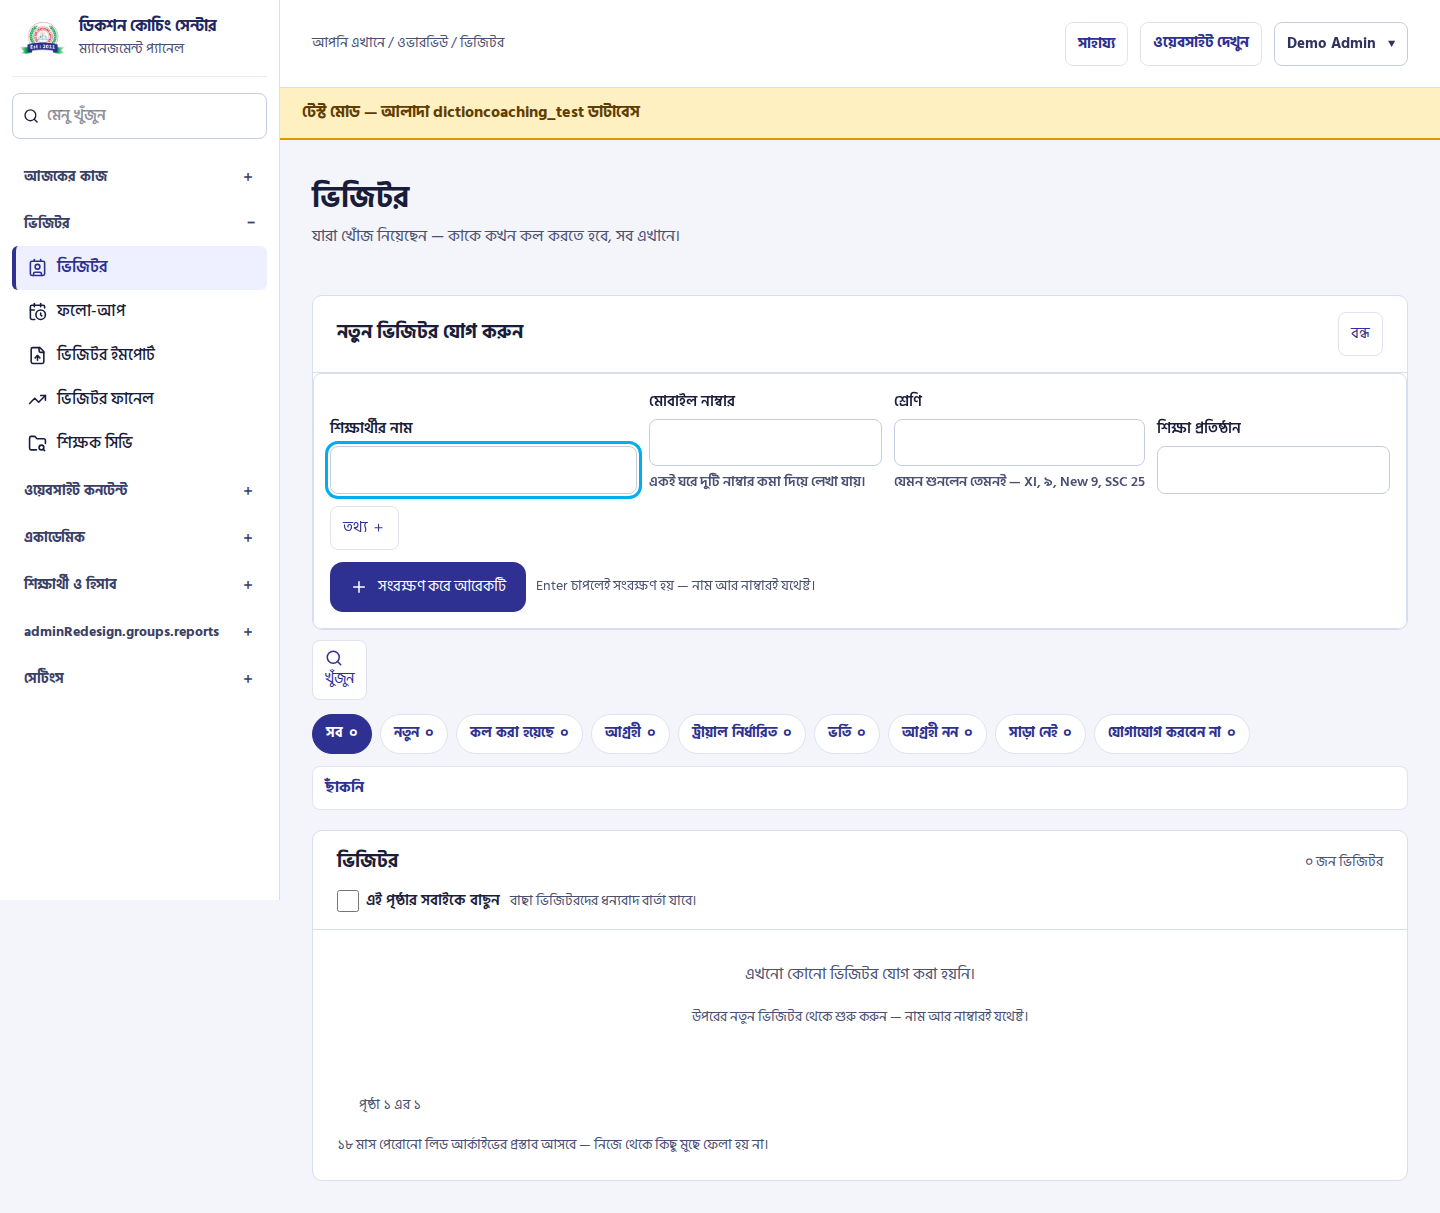 ডিকশন কোচিং সেন্টার
ম্যানেজমেন্ট প্যানেল
Est : 2011
মেনু খুঁজুন
আজকের কাজ +
ভিজিটর −
ভিজিটর
ফলো-আপ
ভিজিটর ইমপোর্ট
ভিজিটর ফানেল
শিক্ষক সিভি
ওয়েবসাইট কনটেন্ট +
একাডেমিক +
শিক্ষার্থী ও হিসাব +
adminRedesign.groups.reports +
সেটিংস +
আপনি এখানে / ওভারভিউ / ভিজিটর
সাহায্য
ওয়েবসাইট দেখুন
Demo Admin ▾
টেস্ট মোড — আলাদা dictioncoaching_test ডাটাবেস
ভিজিটর
যারা খোঁজ নিয়েছেন — কাকে কখন কল করতে হবে, সব এখানে।
নতুন ভিজিটর যোগ করুন
বন্ধ
শিক্ষার্থীর নাম
মোবাইল নাম্বার
একই ঘরে দুটি নাম্বার কমা দিয়ে লেখা যায়।
শ্রেণি
যেমন শুনলেন তেমনই — XI, ৯, New 9, SSC 25
শিক্ষা প্রতিষ্ঠান
তথ্য +
+ সংরক্ষণ করে আরেকটি
Enter চাপলেই সংরক্ষণ হয় — নাম আর নাম্বারই যথেষ্ট।
খুঁজুন
সব ০
নতুন ০
কল করা হয়েছে ০
আগ্রহী ০
ট্রায়াল নির্ধারিত ০
ভর্তি ০
আগ্রহী নন ০
সাড়া নেই ০
যোগাযোগ করবেন না ০
ছাঁকনি
ভিজিটর
০ জন ভিজিটর
এই পৃষ্ঠার সবাইকে বাছুন
বাছা ভিজিটরদের ধন্যবাদ বার্তা যাবে।
এখনো কোনো ভিজিটর যোগ করা হয়নি।
উপরের নতুন ভিজিটর থেকে শুরু করুন — নাম আর নাম্বারই যথেষ্ট।
পৃষ্ঠা ১ এর ১
১৮ মাস পেরোনো লিড আর্কাইভের প্রস্তাব আসবে — নিজে থেকে কিছু মুছে ফেলা হয় না।